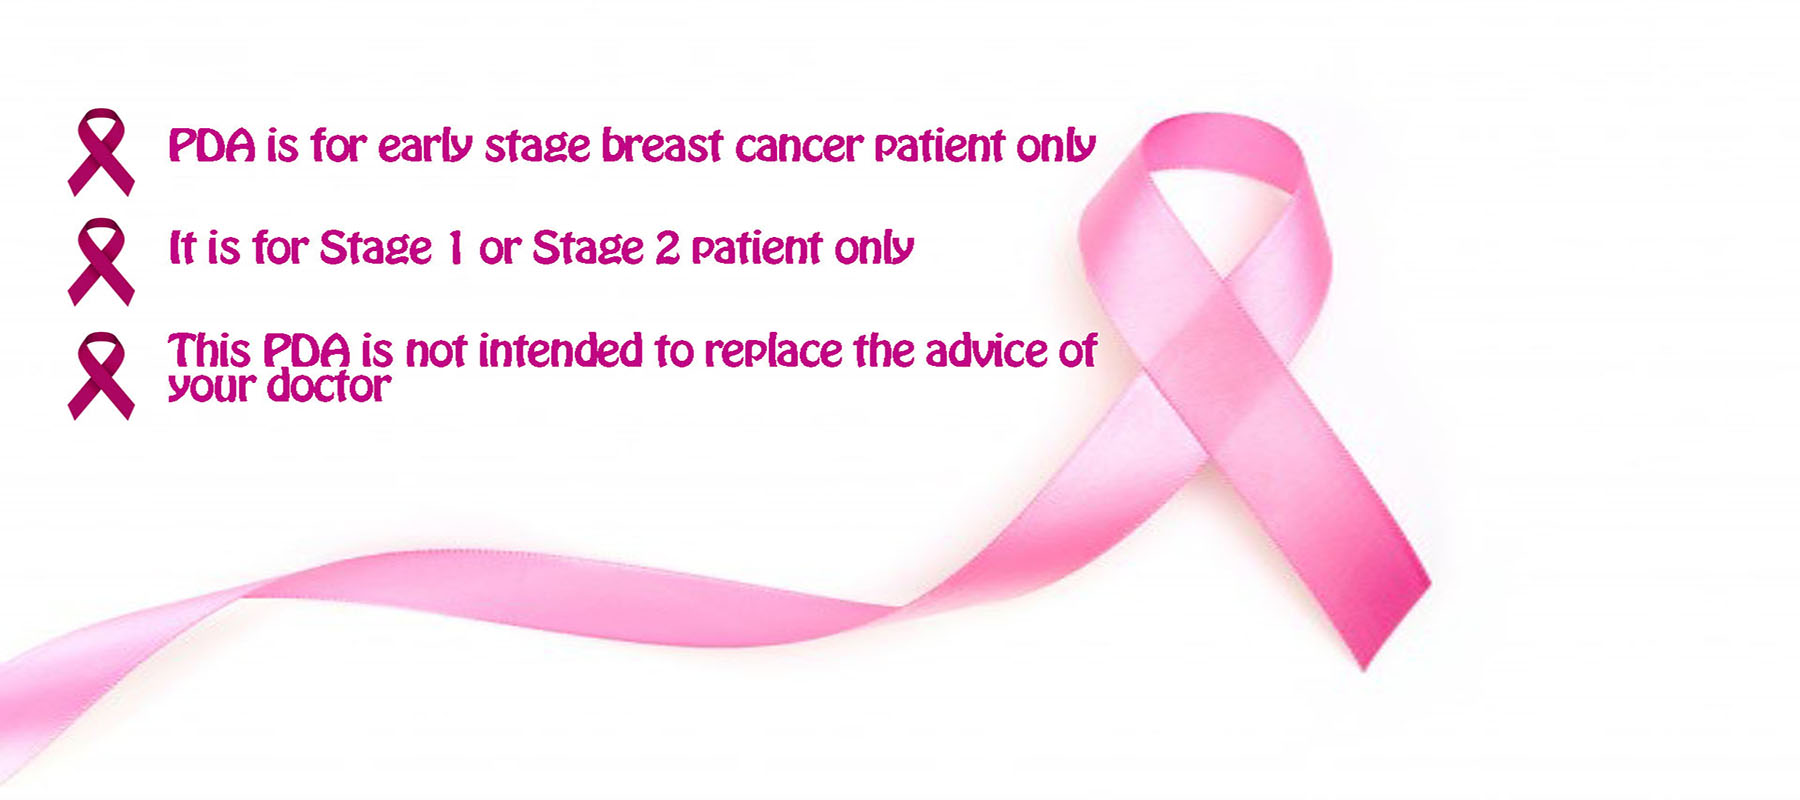 PDA is for early stage breast cancer patient only
It is for Stage 1 or Stage 2 patient only
This PDA is not intended to replace the advice of
your doctor